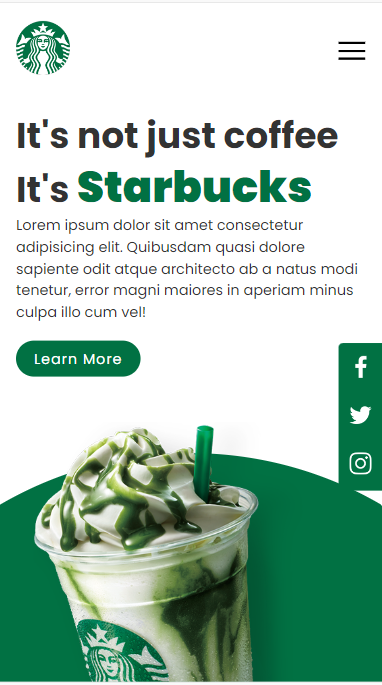 It's not just coffee
It's Starbucks
Lorem ipsum dolor sit amet consectetur
adipisicing elit. Quibusdam quasi dolore
sapiente odit atque architecto ab a natus modi
tenetur, error magni maiores in aperiam minus
culpa illo cum vel!
Learn More